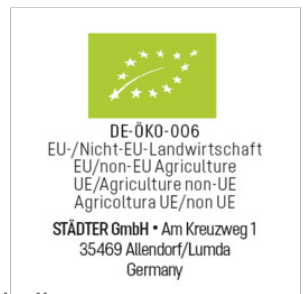 DE-ÖKO-006
EU-/Nicht-EU-Landwirtschaft
EU/non-EU Agriculture
UE/Agriculture non-UE
Agricoltura UE/non UE
STÄDTER GmbH • Am Kreuzweg 1
35469 Allendorf/Lumda
Germany